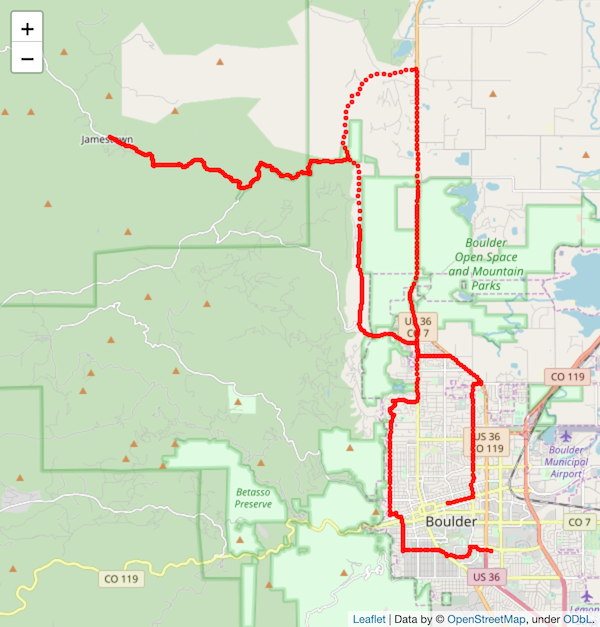 +
−
Jamestown
Boulder
Open Space
and Mountain
Parks
US 36
CO 7
CO 119
US 36
CO 119
Boulder
Municipal
Airport
Betasso
Preserve
Boulder
CO 7
CO 119
US 36
Lemon
Leaflet | Data by © OpenStreetMap, under ODbL.